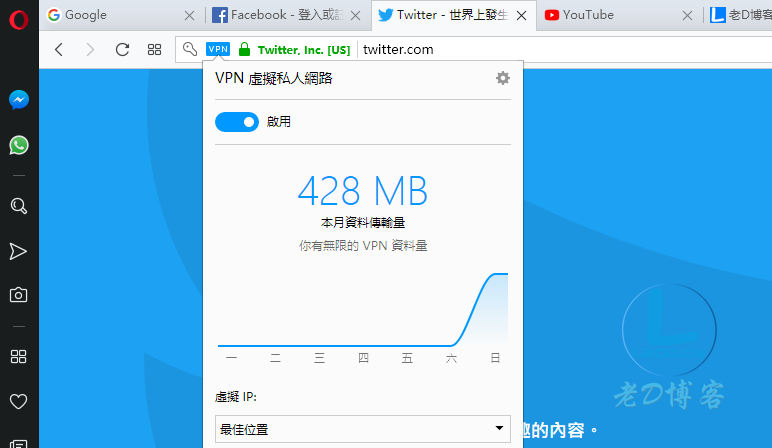 Google
Facebook - 登入或註
Twitter - 世界上發生
YouTube
老D博客
VPN
Twitter, Inc. [US]
twitter.com
VPN 虛擬私人網路
啟用
428 MB
本月資料傳輸量
你有無限的 VPN 資料量
一 二 三 四 五 六 日
虛擬 IP:
最佳位置
趣的內容。
老D博客